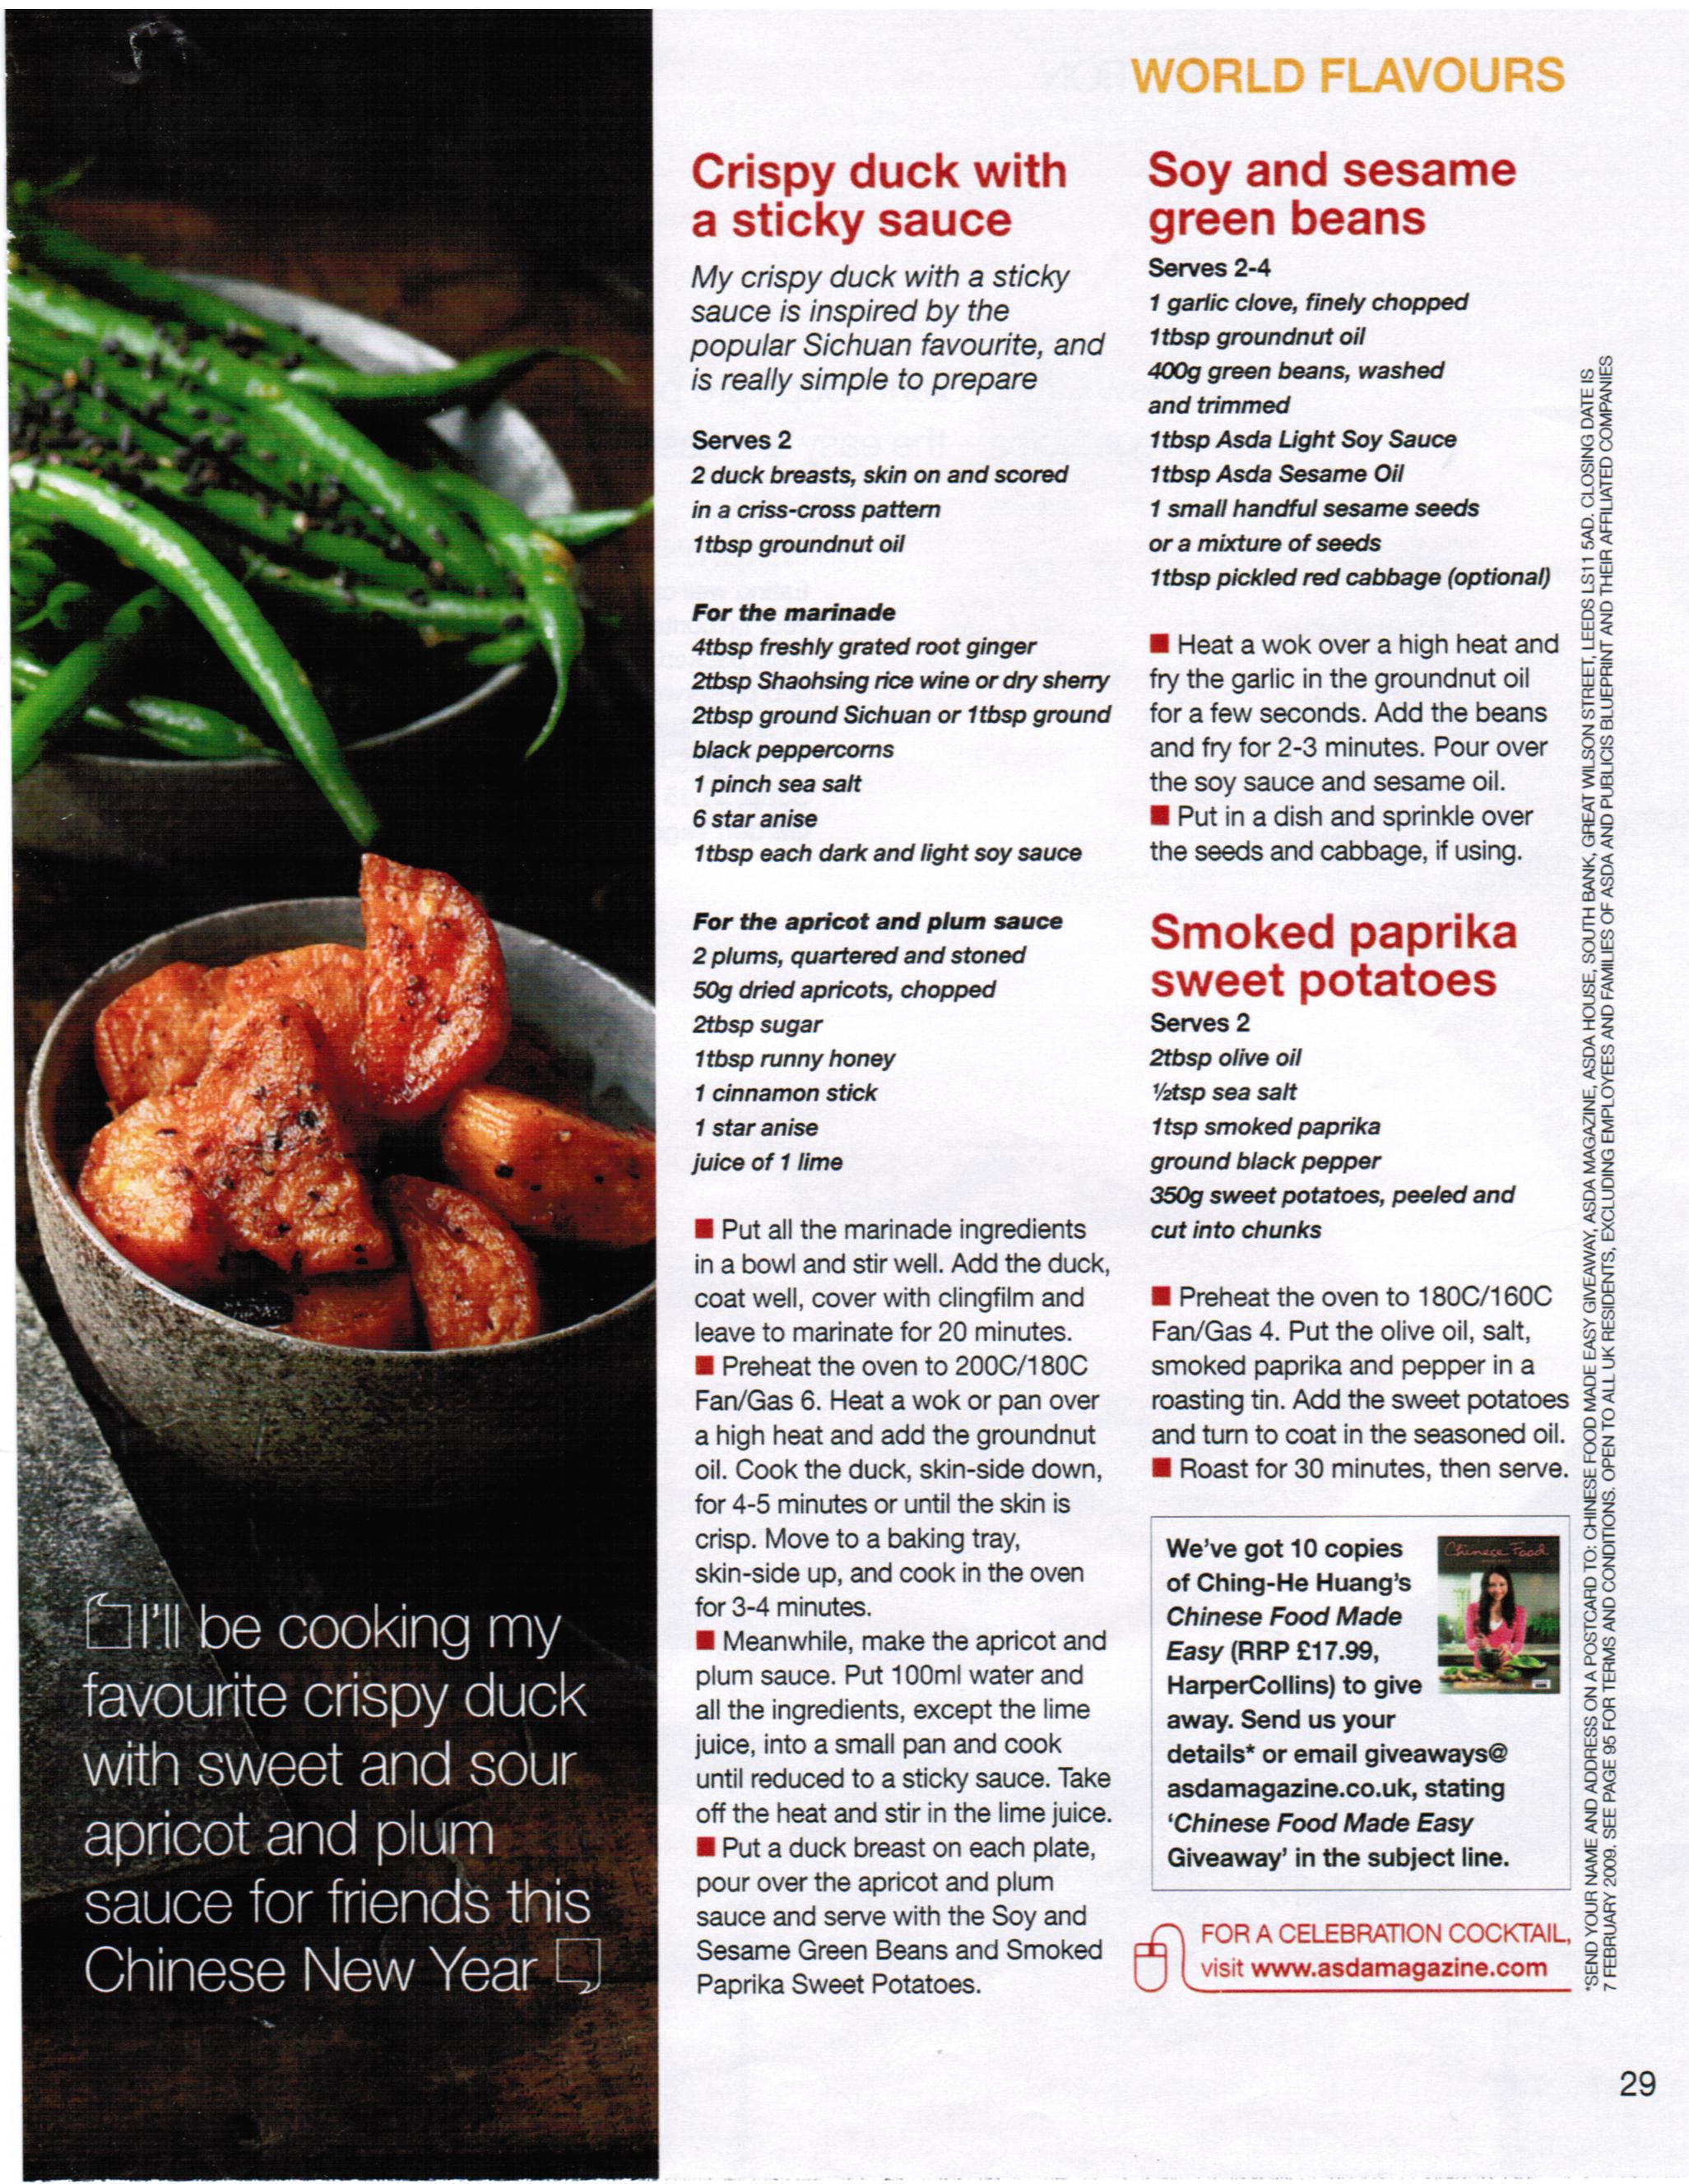 WORLD FLAVOURS
Crispy duck with
a sticky sauce
My crispy duck with a sticky
sauce is inspired by the
popular Sichuan favourite, and
is really simple to prepare
Serves 2
2 duck breasts, skin on and scored
in a criss-cross pattern
1tbsp groundnut oil
For the marinade
4tbsp freshly grated root ginger
2tbsp Shaohsing rice wine or dry sherry
2tbsp ground Sichuan or 1tbsp ground
black peppercorns
1 pinch sea salt
6 star anise
1tbsp each dark and light soy sauce
For the apricot and plum sauce
2 plums, quartered and stoned
50g dried apricots, chopped
2tbsp sugar
1tbsp runny honey
1 cinnamon stick
1 star anise
juice of 1 lime
■ Put all the marinade ingredients
in a bowl and stir well. Add the duck,
coat well, cover with clingfilm and
leave to marinate for 20 minutes.
■ Preheat the oven to 200C/180C
Fan/Gas 6. Heat a wok or pan over
a high heat and add the groundnut
oil. Cook the duck, skin-side down,
for 4-5 minutes or until the skin is
crisp. Move to a baking tray,
skin-side up, and cook in the oven
for 3-4 minutes.
■ Meanwhile, make the apricot and
plum sauce. Put 100ml water and
all the ingredients, except the lime
juice, into a small pan and cook
until reduced to a sticky sauce. Take
off the heat and stir in the lime juice.
■ Put a duck breast on each plate,
pour over the apricot and plum
sauce and serve with the Soy and
Sesame Green Beans and Smoked
Paprika Sweet Potatoes.
Soy and sesame
green beans
Serves 2-4
1 garlic clove, finely chopped
1tbsp groundnut oil
400g green beans, washed
and trimmed
1tbsp Asda Light Soy Sauce
1tbsp Asda Sesame Oil
1 small handful sesame seeds
or a mixture of seeds
1tbsp pickled red cabbage (optional)
■ Heat a wok over a high heat and
fry the garlic in the groundnut oil
for a few seconds. Add the beans
and fry for 2-3 minutes. Pour over
the soy sauce and sesame oil.
■ Put in a dish and sprinkle over
the seeds and cabbage, if using.
Smoked paprika
sweet potatoes
Serves 2
2tbsp olive oil
½tsp sea salt
1tsp smoked paprika
ground black pepper
350g sweet potatoes, peeled and
cut into chunks
■ Preheat the oven to 180C/160C
Fan/Gas 4. Put the olive oil, salt,
smoked paprika and pepper in a
roasting tin. Add the sweet potatoes
and turn to coat in the seasoned oil.
■ Roast for 30 minutes, then serve.
We've got 10 copies
of Ching-He Huang's
Chinese Food Made
Easy (RRP £17.99,
HarperCollins) to give
away. Send us your
details* or email giveaways@
asdamagazine.co.uk, stating
'Chinese Food Made Easy
Giveaway' in the subject line.
Chinese Food
FOR A CELEBRATION COCKTAIL,
visit www.asdamagazine.com
*SEND YOUR NAME AND ADDRESS ON A POSTCARD TO: CHINESE FOOD MADE EASY GIVEAWAY, ASDA MAGAZINE, ASDA HOUSE, SOUTH BANK, GREAT WILSON STREET, LEEDS LS11 5AD. CLOSING DATE IS
7 FEBRUARY 2009. SEE PAGE 95 FOR TERMS AND CONDITIONS. OPEN TO ALL UK RESIDENTS, EXCLUDING EMPLOYEES AND FAMILIES OF ASDA AND PUBLICIS BLUEPRINT AND THEIR AFFILIATED COMPANIES
I'll be cooking my
favourite crispy duck
with sweet and sour
apricot and plum
sauce for friends this
Chinese New Year
29